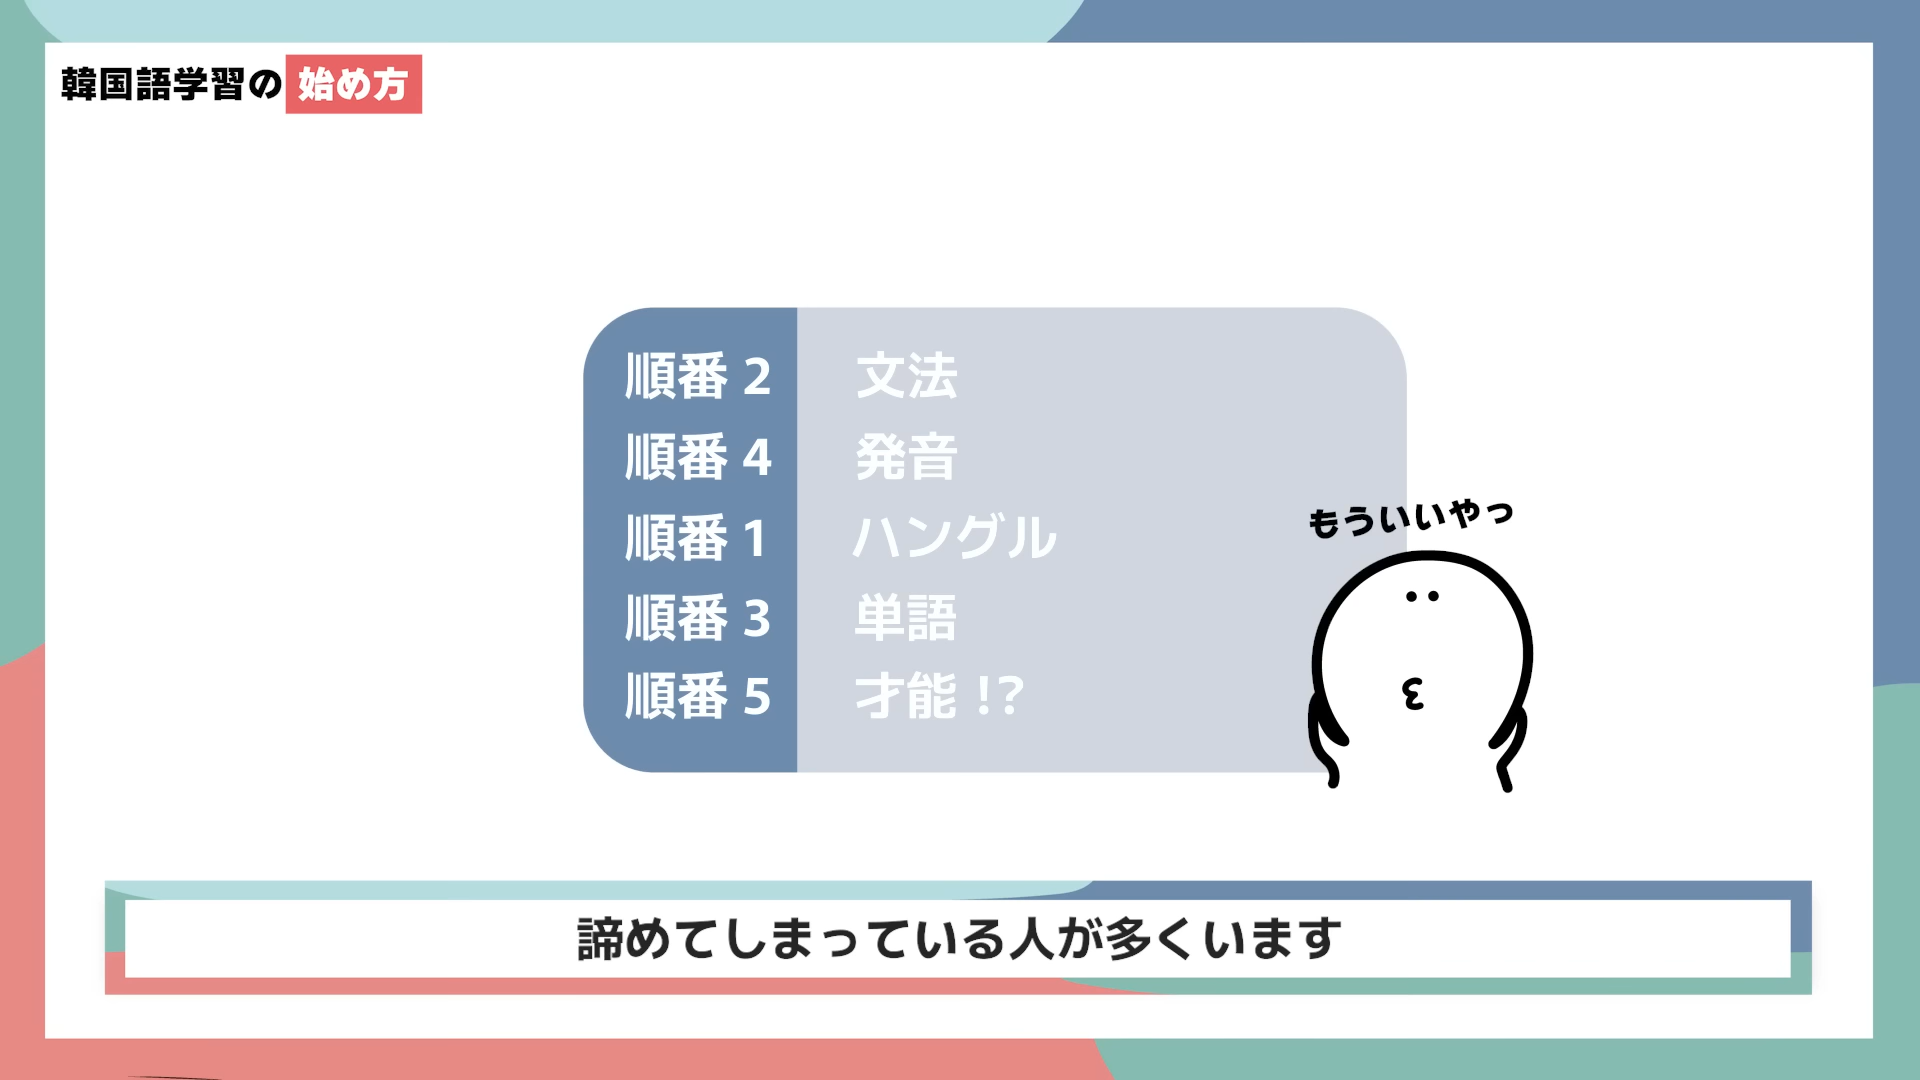 韓国語学習の 始め方
順番 2 文法
順番 4 発音
順番 1 ハングル
順番 3 単語
順番 5 才能 !?
もういいやっ
諦めてしまっている人が多くいます